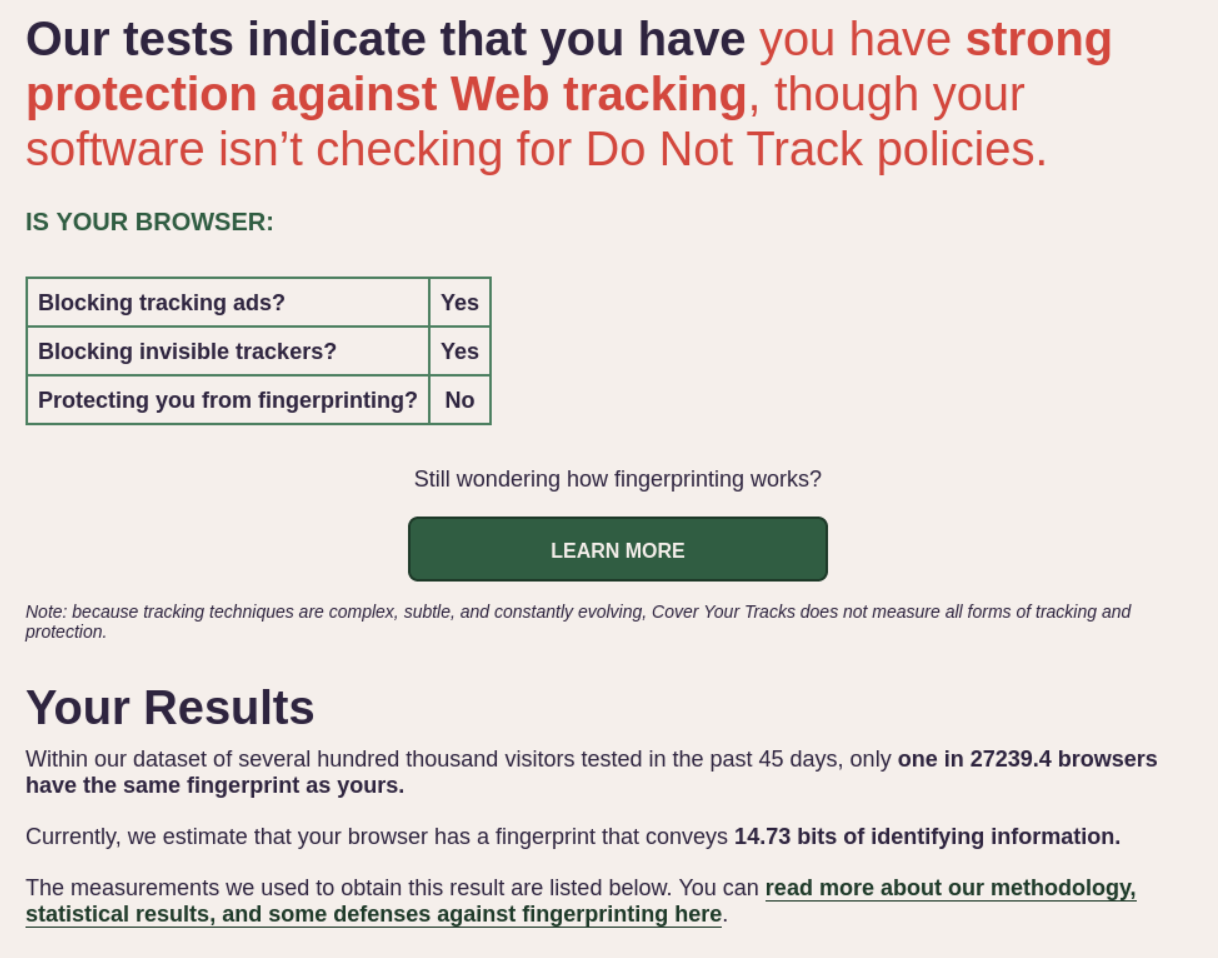 Our tests indicate that you have you have strong
protection against Web tracking, though your
software isn’t checking for Do Not Track policies.
IS YOUR BROWSER:
Blocking tracking ads? Yes
Blocking invisible trackers? Yes
Protecting you from fingerprinting? No
Still wondering how fingerprinting works?
LEARN MORE
Note: because tracking techniques are complex, subtle, and constantly evolving, Cover Your Tracks does not measure all forms of tracking and
protection.
Your Results
Within our dataset of several hundred thousand visitors tested in the past 45 days, only one in 27239.4 browsers
have the same fingerprint as yours.
Currently, we estimate that your browser has a fingerprint that conveys 14.73 bits of identifying information.
The measurements we used to obtain this result are listed below. You can read more about our methodology,
statistical results, and some defenses against fingerprinting here.